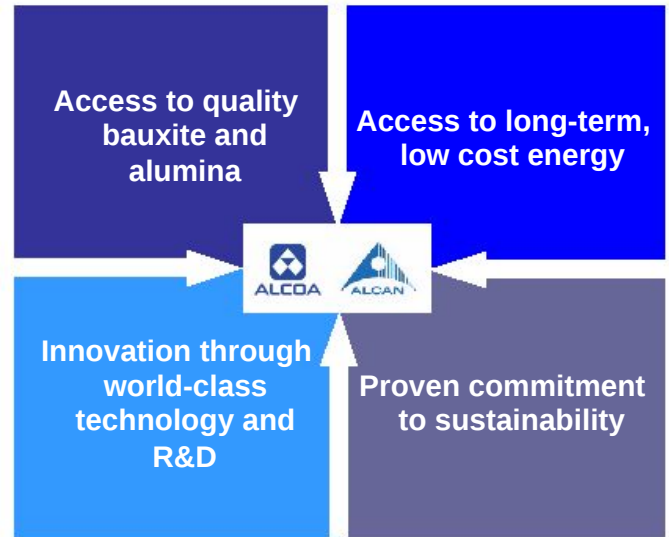 Access to quality
bauxite and
alumina
Access to long-term,
low cost energy
ALCOA
ALCAN
Innovation through
world-class
technology and
R&D
Proven commitment
to sustainability